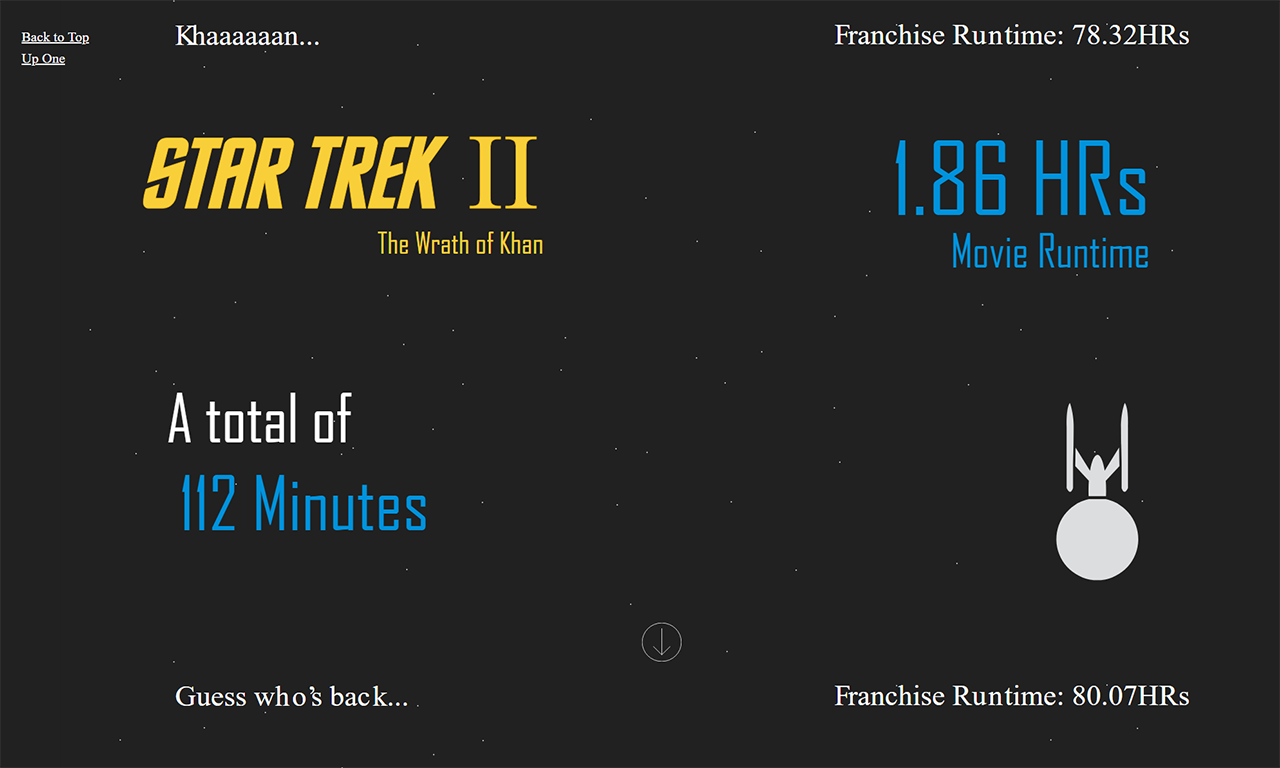 Back to Top
Up One
Khaaaaaan...
Franchise Runtime: 78.32HRs
STAR TREK II
The Wrath of Khan
1.86 HRs
Movie Runtime
A total of
112 Minutes
Guess who’s back...
Franchise Runtime: 80.07HRs